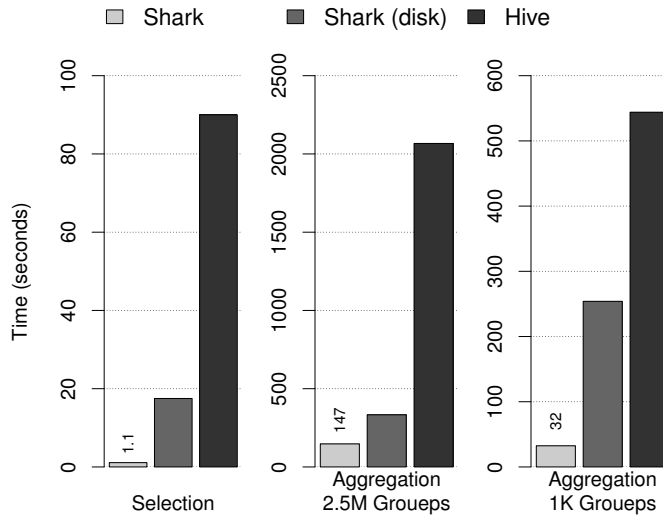 Shark Shark (disk) Hive
Time (seconds)
0 20 40 60 80 100
1.1
Selection
0 500 1000 1500 2000 2500
147
Aggregation
2.5M Groueps
0 100 200 300 400 500 600
32
Aggregation
1K Groueps